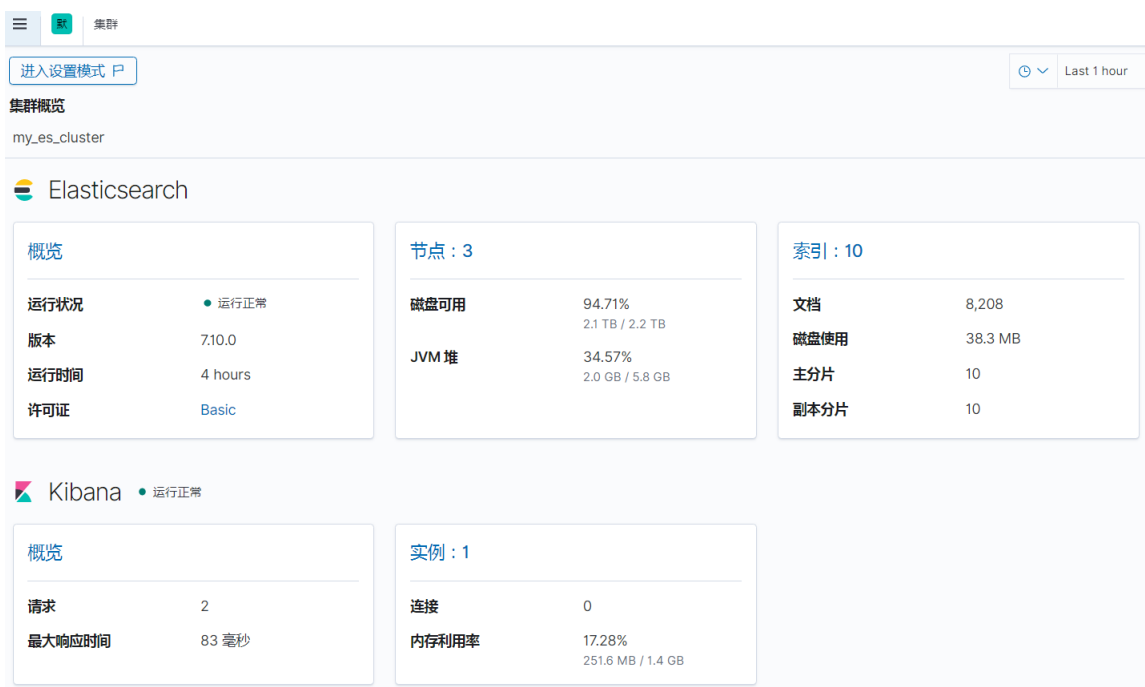 默 集群
进入设置模式 Last 1 hour
集群概览
my_es_cluster
Elasticsearch
概览
运行状况 运行正常
版本 7.10.0
运行时间 4 hours
许可证 Basic
节点：3
磁盘可用 94.71%
2.1 TB / 2.2 TB
JVM 堆 34.57%
2.0 GB / 5.8 GB
索引：10
文档 8,208
磁盘使用 38.3 MB
主分片 10
副本分片 10
Kibana 运行正常
概览
请求 2
最大响应时间 83 毫秒
实例：1
连接 0
内存利用率 17.28%
251.6 MB / 1.4 GB